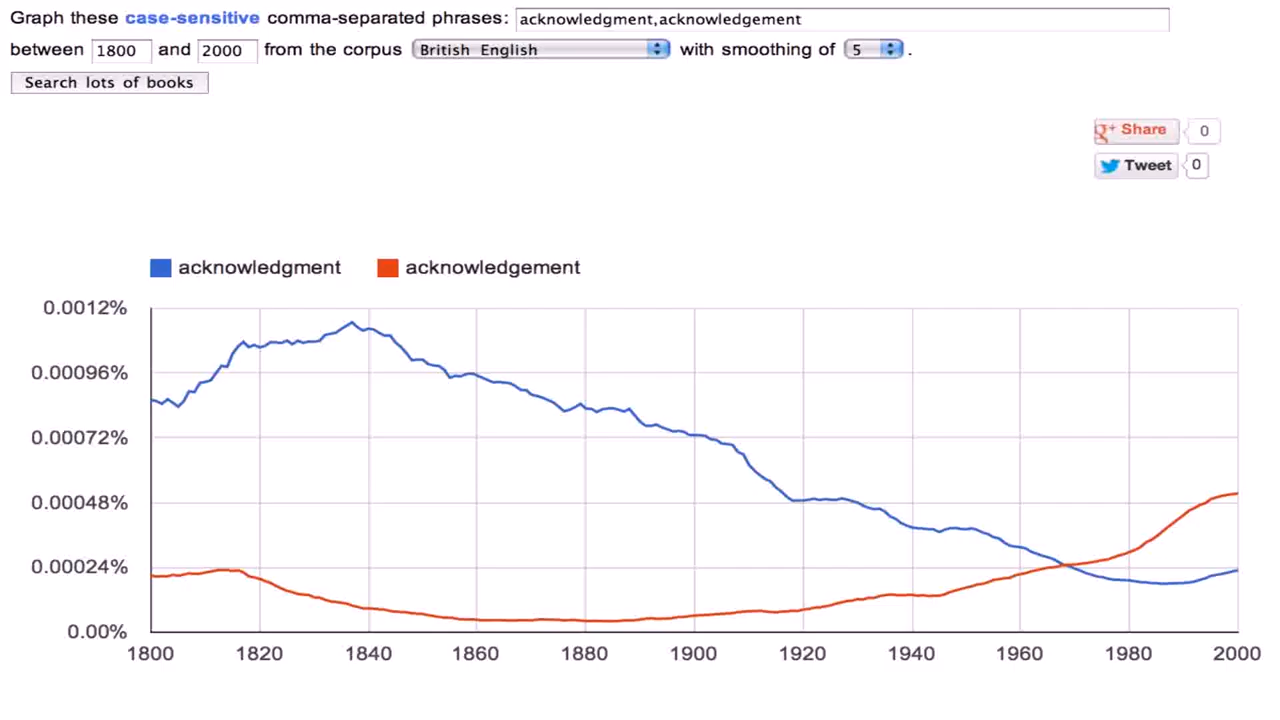 Graph these case-sensitive comma-separated phrases: acknowledgment,acknowledgement
between 1800 and 2000 from the corpus British English with smoothing of 5 .
Search lots of books
g+ Share 0
Tweet 0
acknowledgment acknowledgement
0.0012%
0.00096%
0.00072%
0.00048%
0.00024%
0.00%
1800 1820 1840 1860 1880 1900 1920 1940 1960 1980 2000